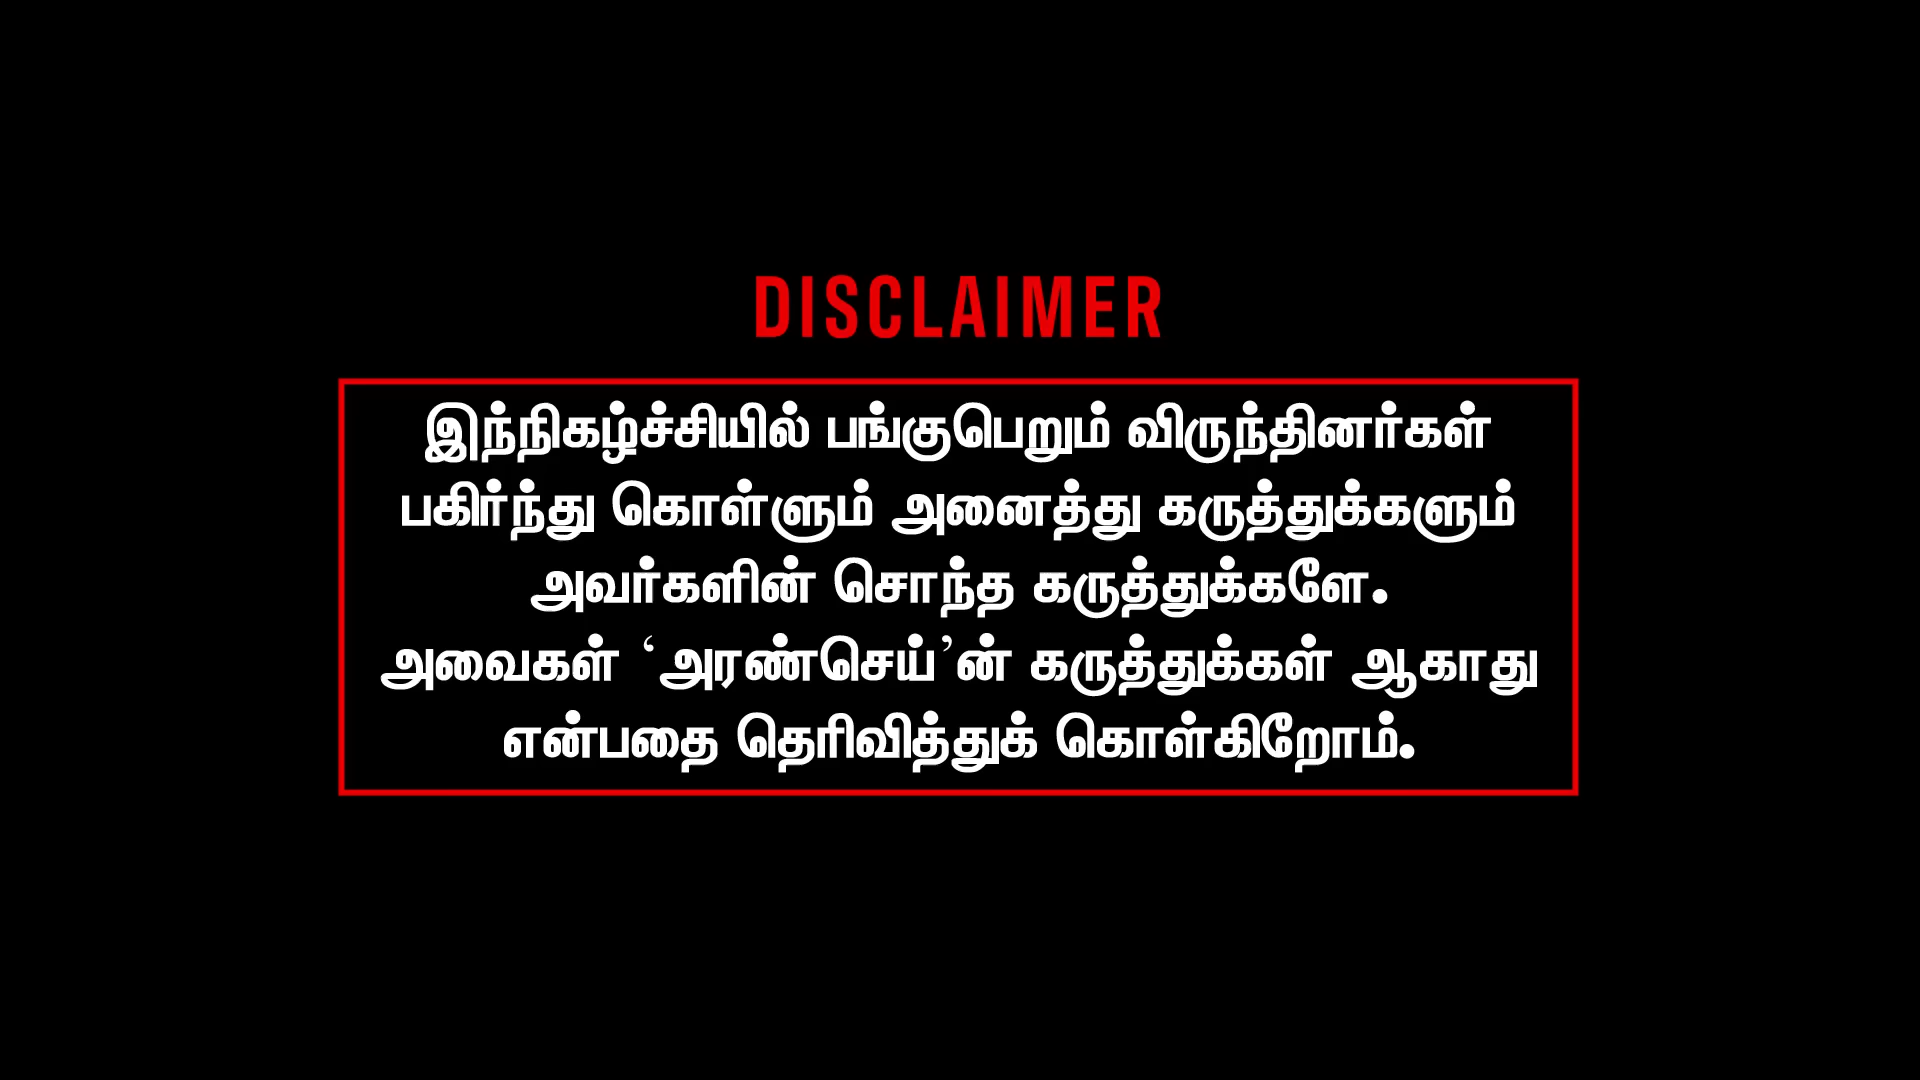 DISCLAIMER
இந்நிகழ்ச்சியில் பங்குபெறும் விருந்தினர்கள்
பகிர்ந்து கொள்ளும் அனைத்து கருத்துக்களும்
அவர்களின் சொந்த கருத்துக்களே.
அவைகள் ‘அரண்செய்’ன் கருத்துக்கள் ஆகாது
என்பதை தெரிவித்துக் கொள்கிறோம்.